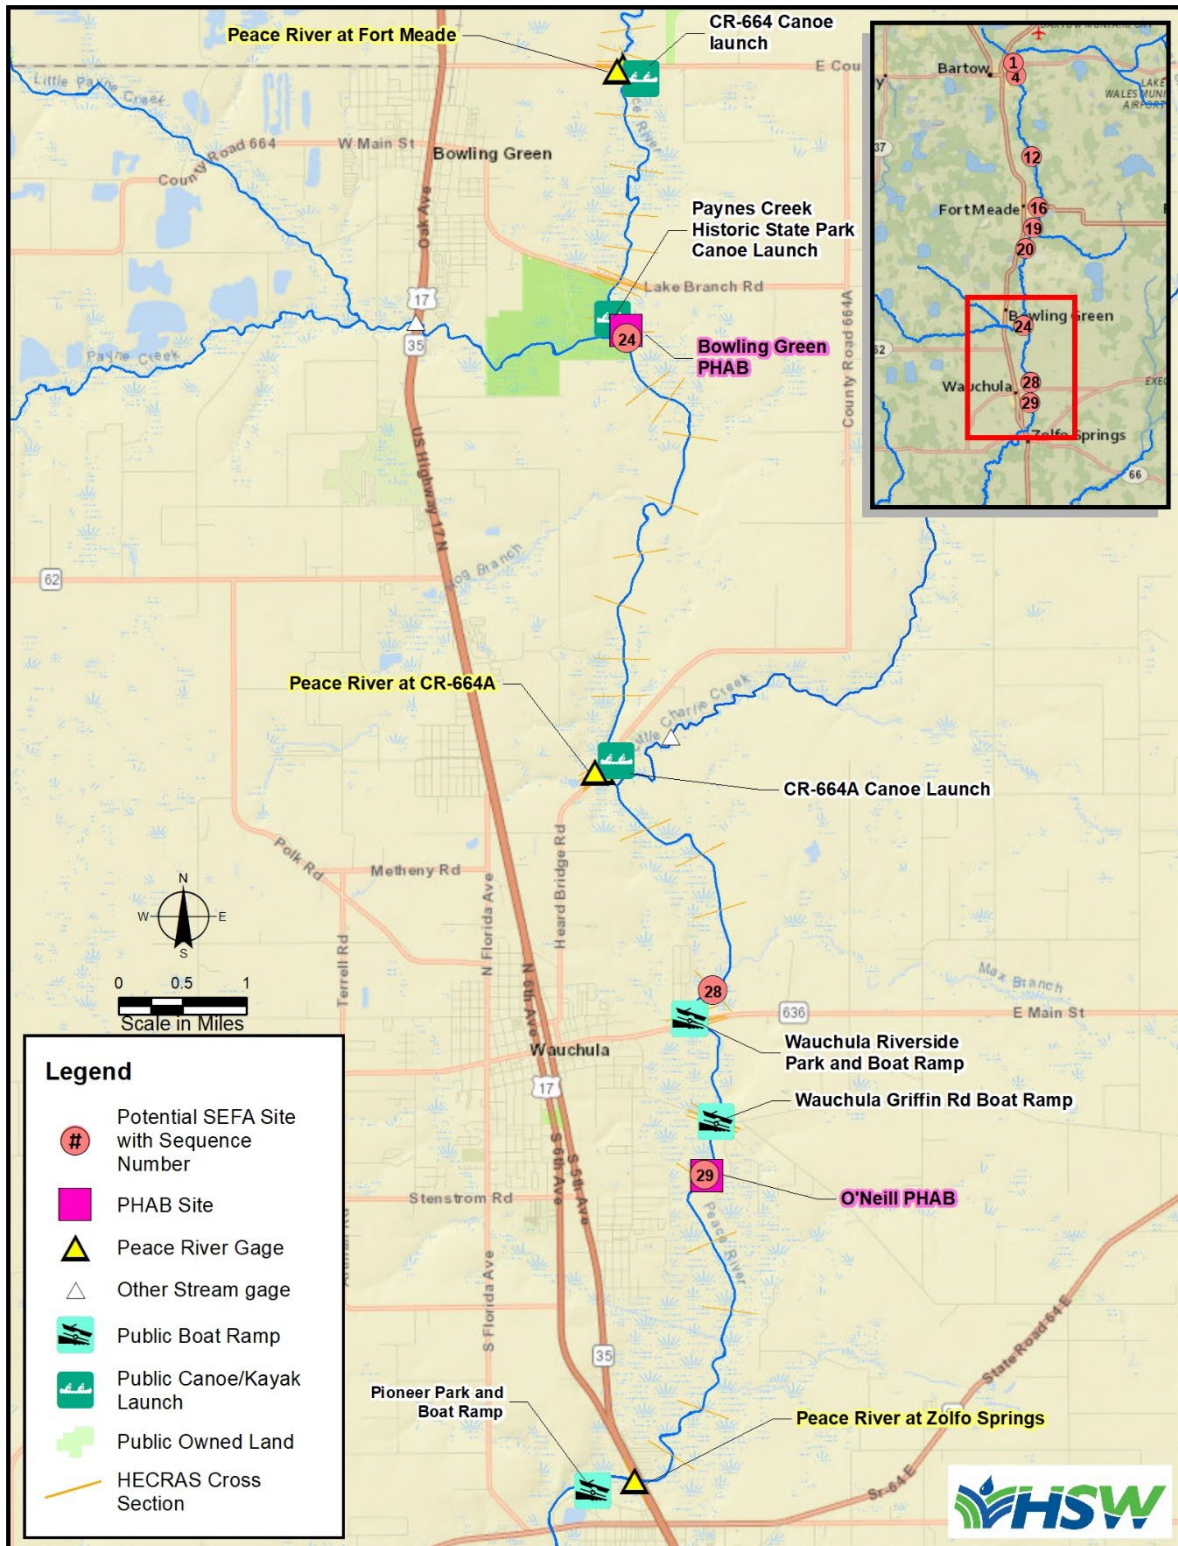 Peace River at Fort Meade
CR-664 Canoe
launch
E Cou
Little Payne Creek
County Road 664
W Main St
Bowling Green
Oak Ave
Paynes Creek
Historic State Park
Canoe Launch
Lake Branch Rd
County Road 664A
17
35
24
Bowling Green
PHAB
Payne Creek
US Highway 17 N
62
Hog Branch
Peace River at CR-664A
Little Charlie Creek
CR-664A Canoe Launch
Polk Rd
Metheny Rd
Heard Bridge Rd
N Florida Ave
Terrell Rd
N 6th Ave
N
W
E
S
0 0.5 1
Scale in Miles
28
Max Branch
636
E Main St
Wauchula
Wauchula Riverside
Park and Boat Ramp
17
Wauchula Griffin Rd Boat Ramp
S 6th Ave
S 5th Ave
29
O'Neill PHAB
Stenstrom Rd
Peace River
S Florida Ave
35
State Road 64 E
Pioneer Park and
Boat Ramp
Peace River at Zolfo Springs
Sr-64 E
HSW
Legend
#
Potential SEFA Site
with Sequence
Number
PHAB Site
Peace River Gage
Other Stream gage
Public Boat Ramp
Public Canoe/Kayak
Launch
Public Owned Land
HECRAS Cross
Section
Bartow
1
4
LAKE
WALES MUNI
AIRPORT
37
12
Fort Meade
16
19
20
Bowling Green
24
62
28
Wauchula
29
EXEC
Zolfo Springs
66